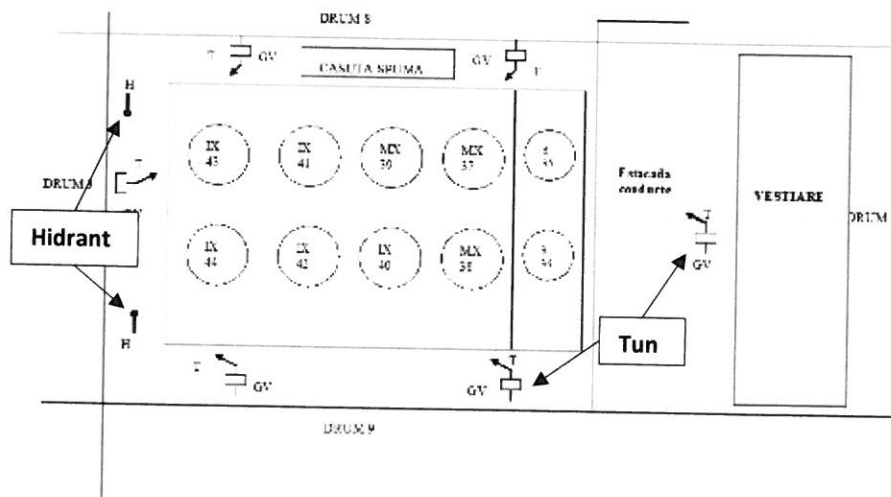 DRUM 8
T
GV
CASUTA SPUMA
GV
T
H
IX
43
IX
41
MX
39
MX
37
T
DRUM
Estacada
conducte
VESTIARE
DRUM
Hidrant
IX
44
IX
42
IX
40
MX
38
T
GV
H
T
GV
T
GV
Tun
DRUM 9